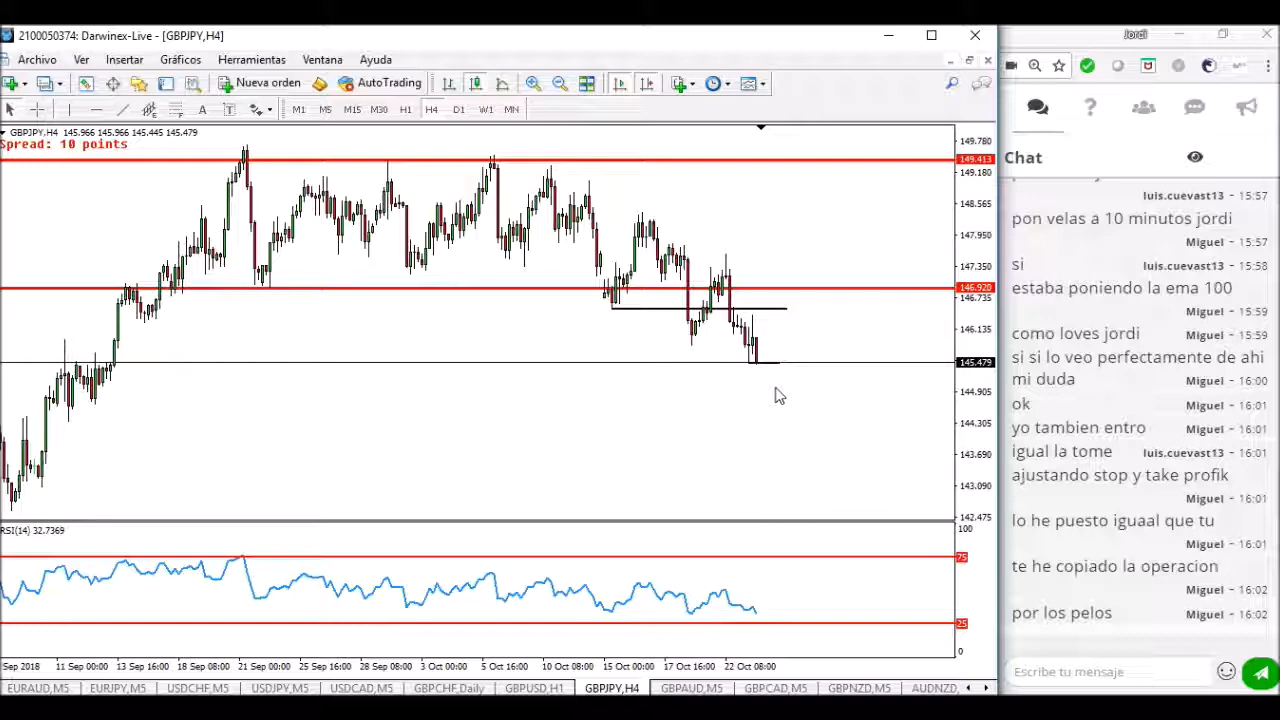 2100050374: Darwinex-Live - [GBPJPY,H4]
Jordi
Archivo Ver Insertar Gráficos Herramientas Ventana Ayuda
Nueva orden AutoTrading
M1 M5 M15 M30 H1 H4 D1 W1 MN
GBPJPY,H4 145.966 145.966 145.445 145.479
Spread: 10 points
149.780
149.413
149.180
148.565
147.950
147.350
146.920
146.735
146.135
145.479
144.905
144.305
143.690
143.090
142.475
RSI(14) 32.7369
100
75
25
0
Sep 2018 11 Sep 00:00 13 Sep 16:00 18 Sep 08:00 21 Sep 00:00 25 Sep 16:00 28 Sep 08:00 3 Oct 00:00 5 Oct 16:00 10 Oct 08:00 15 Oct 00:00 17 Oct 16:00 22 Oct 08:00
EURAUD,M5 EURJPY,M5 USDCHF,M5 USDJPY,M5 USDCAD,M5 GBPCHF,Daily GBPUSD,H1 GBPJPY,H4 GBPAUD,M5 GBPCAD,M5 GBPNZD,M5 AUDNZD,
Chat
luis.cuevast13 - 15:57
pon velas a 10 minutos jordi
Miguel - 15:57
si
luis.cuevast13 - 15:58
estaba poniendo la ema 100
Miguel - 15:59
como loves jordi
Miguel - 15:59
si si lo veo perfectamente de ahi
mi duda
Miguel - 16:00
ok
Miguel - 16:01
yo tambien entro
Miguel - 16:01
igual la tome
luis.cuevast13 - 16:01
ajustando stop y take profik
Miguel - 16:01
lo he puesto iguaal que tu
Miguel - 16:01
te he copiado la operacion
Miguel - 16:02
por los pelos
Miguel - 16:02
Escribe tu mensaje